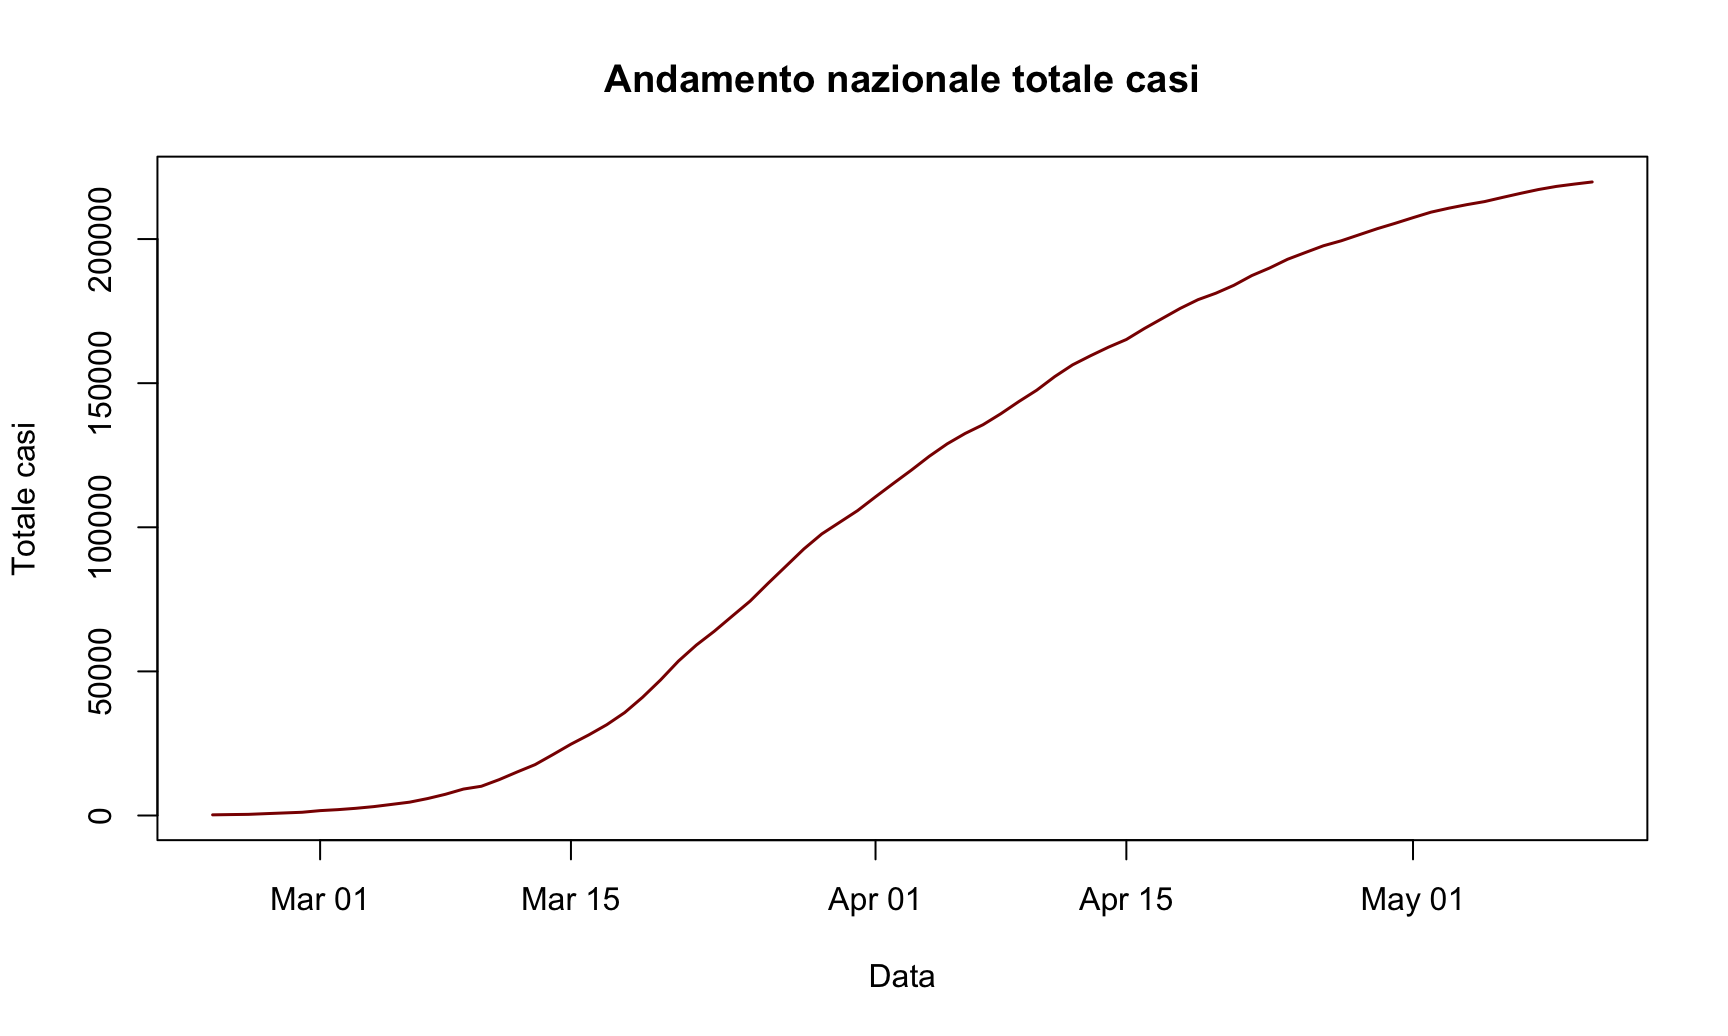 Andamento nazionale totale casi
Totale casi
200000
150000
100000
50000
0
Mar 01
Mar 15
Apr 01
Apr 15
May 01
Data